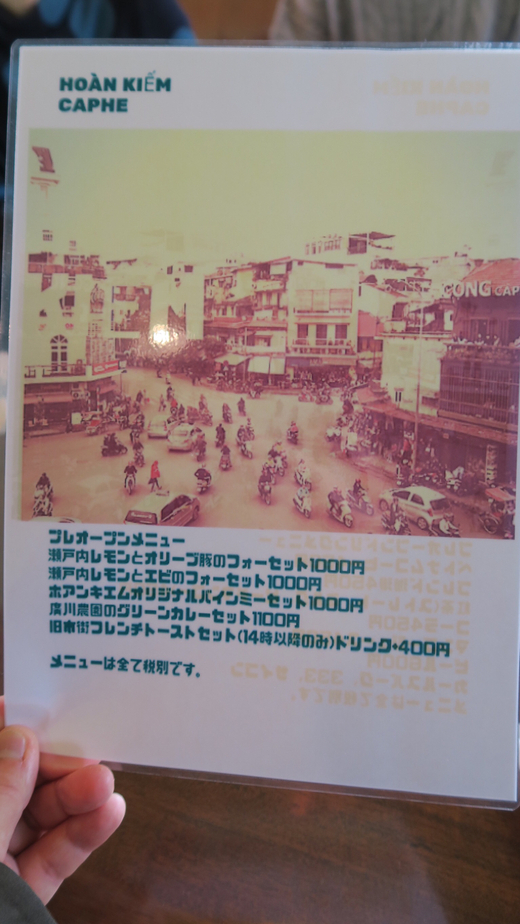 HOÀN KIẾM
CAPHE
CONG CAP
プレオープンメニュー
瀬戸内レモンとオリーブ豚のフォーセット1000円
瀬戸内レモンとエビのフォーセット1000円
ホアンキエムオリジナルバインミーセット1000円
廣川農園のグリーンカレーセット1100円
旧市街フレンチトーストセット(14時以降のみ)ドリンク+400円
メニューは全て税別です。